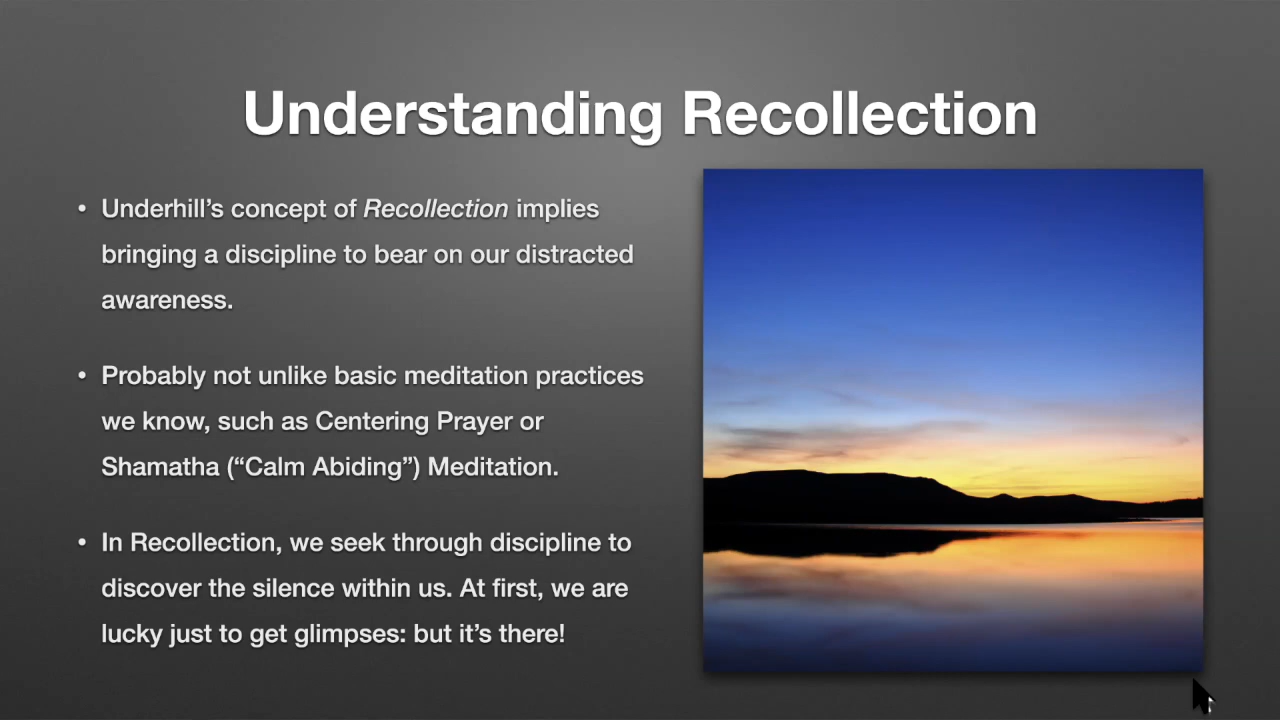 Understanding Recollection
• Underhill’s concept of Recollection implies
bringing a discipline to bear on our distracted
awareness.
• Probably not unlike basic meditation practices
we know, such as Centering Prayer or
Shamatha (“Calm Abiding”) Meditation.
• In Recollection, we seek through discipline to
discover the silence within us. At first, we are
lucky just to get glimpses: but it’s there!